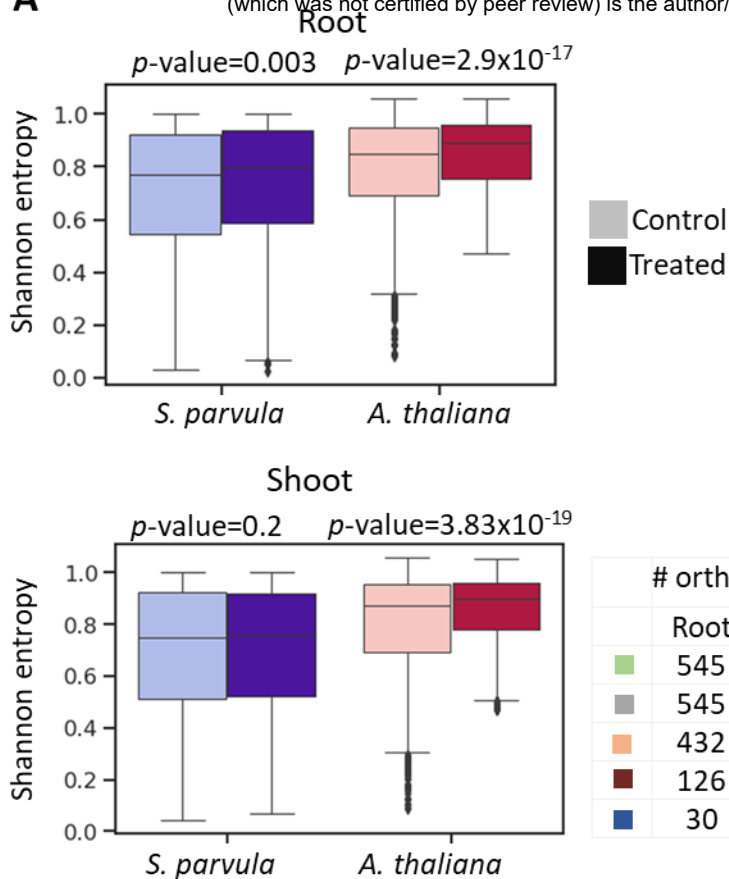 A
(which was not certified by peer review) is the author/
Root
p-value=0.003 p-value=2.9x10-17
Shannon entropy
1.0
0.8
0.6
0.4
0.2
0.0
S. parvula A. thaliana
Control
Treated
Shoot
p-value=0.2 p-value=3.83x10-19
Shannon entropy
1.0
0.8
0.6
0.4
0.2
0.0
S. parvula A. thaliana
# orth
Root
545
545
432
126
30